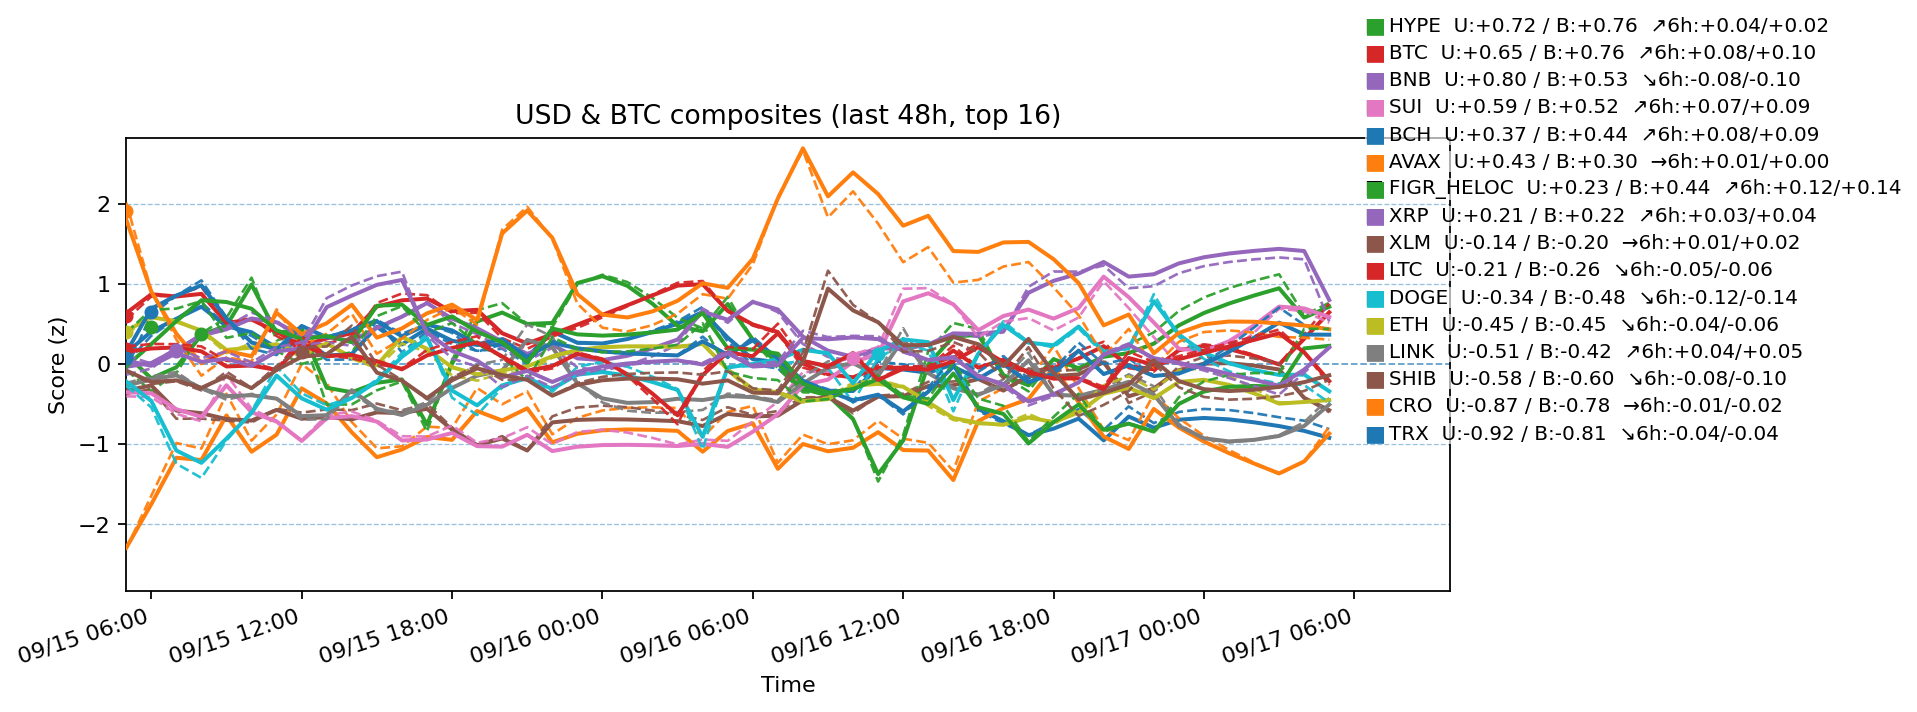 HYPE U:+0.72 / B:+0.76 ↗6h:+0.04/+0.02
BTC U:+0.65 / B:+0.76 ↗6h:+0.08/+0.10
BNB U:+0.80 / B:+0.53 ↘6h:-0.08/-0.10
SUI U:+0.59 / B:+0.52 ↗6h:+0.07/+0.09
BCH U:+0.37 / B:+0.44 ↗6h:+0.08/+0.09
AVAX U:+0.43 / B:+0.30 →6h:+0.01/+0.00
FIGR_HELOC U:+0.23 / B:+0.44 ↗6h:+0.12/+0.14
XRP U:+0.21 / B:+0.22 ↗6h:+0.03/+0.04
XLM U:-0.14 / B:-0.20 →6h:+0.01/+0.02
LTC U:-0.21 / B:-0.26 ↘6h:-0.05/-0.06
DOGE U:-0.34 / B:-0.48 ↘6h:-0.12/-0.14
ETH U:-0.45 / B:-0.45 ↘6h:-0.04/-0.06
LINK U:-0.51 / B:-0.42 ↗6h:+0.04/+0.05
SHIB U:-0.58 / B:-0.60 ↘6h:-0.08/-0.10
CRO U:-0.87 / B:-0.78 →6h:-0.01/-0.02
TRX U:-0.92 / B:-0.81 ↘6h:-0.04/-0.04
USD & BTC composites (last 48h, top 16)
Score (z)
2
1
0
−1
−2
09/15 06:00
09/15 12:00
09/15 18:00
09/16 00:00
09/16 06:00
09/16 12:00
09/16 18:00
09/17 00:00
09/17 06:00
Time